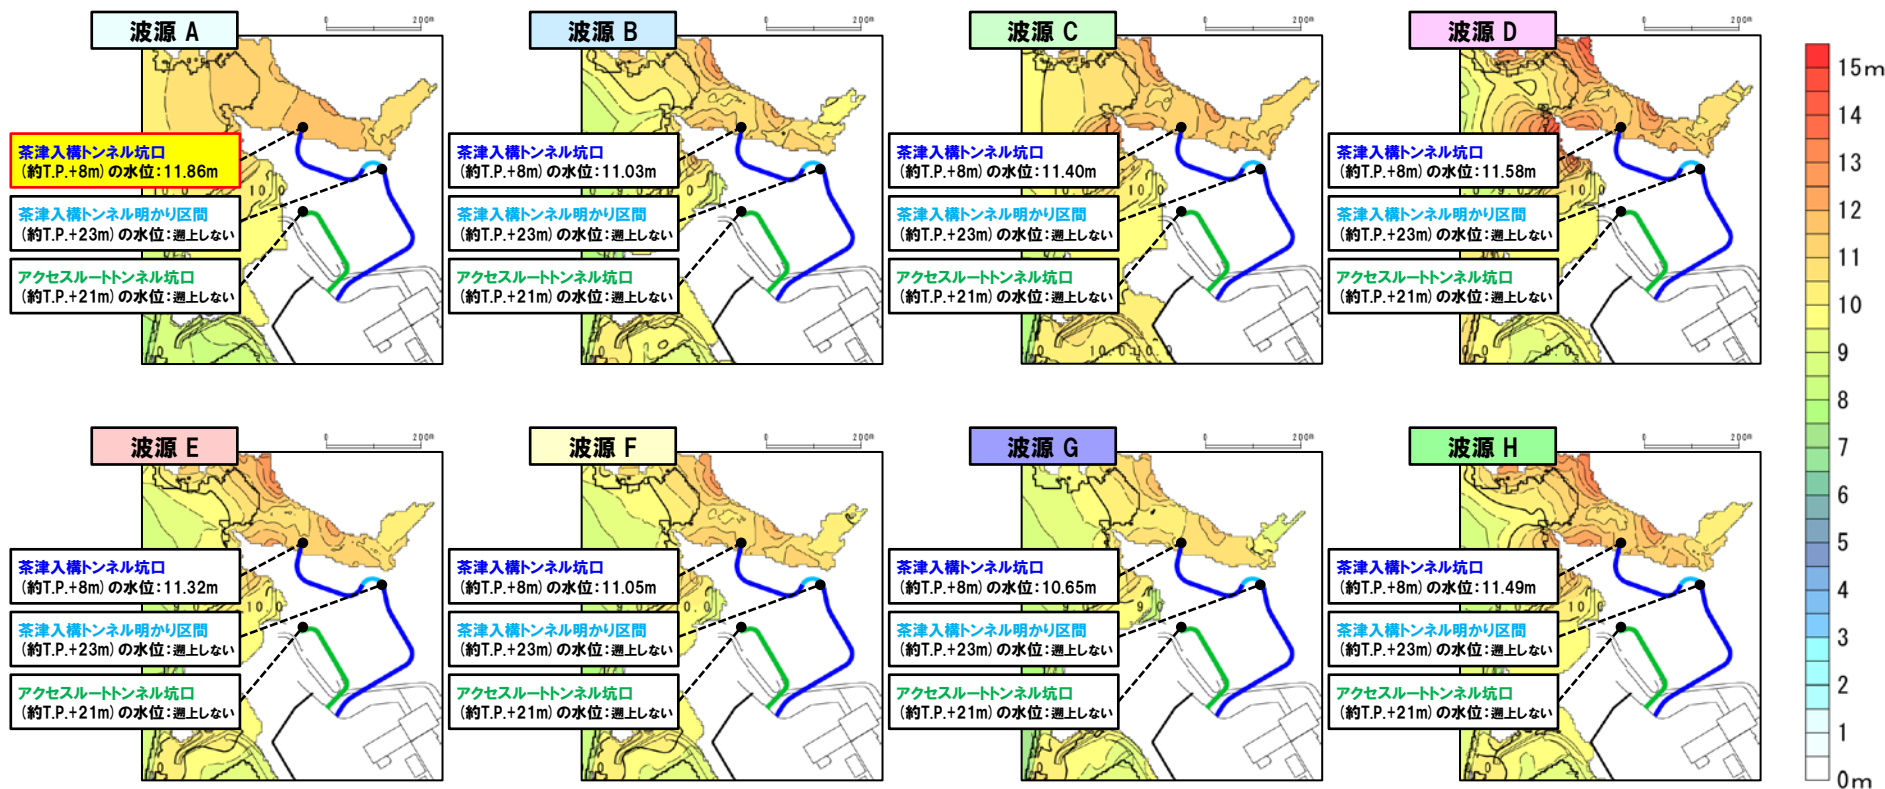 波源 A
0 200m
茶津入構トンネル坑口
(約T.P.+8m)の水位:11.86m
茶津入構トンネル明かり区間
(約T.P.+23m)の水位:遡上しない
アクセスルートトンネル坑口
(約T.P.+21m)の水位:遡上しない
10.0
波源 B
0 200m
茶津入構トンネル坑口
(約T.P.+8m)の水位:11.03m
茶津入構トンネル明かり区間
(約T.P.+23m)の水位:遡上しない
アクセスルートトンネル坑口
(約T.P.+21m)の水位:遡上しない
波源 C
0 200m
茶津入構トンネル坑口
(約T.P.+8m)の水位:11.40m
茶津入構トンネル明かり区間
(約T.P.+23m)の水位:遡上しない
アクセスルートトンネル坑口
(約T.P.+21m)の水位:遡上しない
波源 D
0 200m
茶津入構トンネル坑口
(約T.P.+8m)の水位:11.58m
茶津入構トンネル明かり区間
(約T.P.+23m)の水位:遡上しない
アクセスルートトンネル坑口
(約T.P.+21m)の水位:遡上しない
波源 E
0 200m
茶津入構トンネル坑口
(約T.P.+8m)の水位:11.32m
茶津入構トンネル明かり区間
(約T.P.+23m)の水位:遡上しない
アクセスルートトンネル坑口
(約T.P.+21m)の水位:遡上しない
波源 F
0 200m
茶津入構トンネル坑口
(約T.P.+8m)の水位:11.05m
茶津入構トンネル明かり区間
(約T.P.+23m)の水位:遡上しない
アクセスルートトンネル坑口
(約T.P.+21m)の水位:遡上しない
波源 G
0 200m
茶津入構トンネル坑口
(約T.P.+8m)の水位:10.65m
茶津入構トンネル明かり区間
(約T.P.+23m)の水位:遡上しない
アクセスルートトンネル坑口
(約T.P.+21m)の水位:遡上しない
波源 H
0 200m
茶津入構トンネル坑口
(約T.P.+8m)の水位:11.49m
茶津入構トンネル明かり区間
(約T.P.+23m)の水位:遡上しない
アクセスルートトンネル坑口
(約T.P.+21m)の水位:遡上しない
15m
14
13
12
11
10
9
8
7
6
5
4
3
2
1
0m